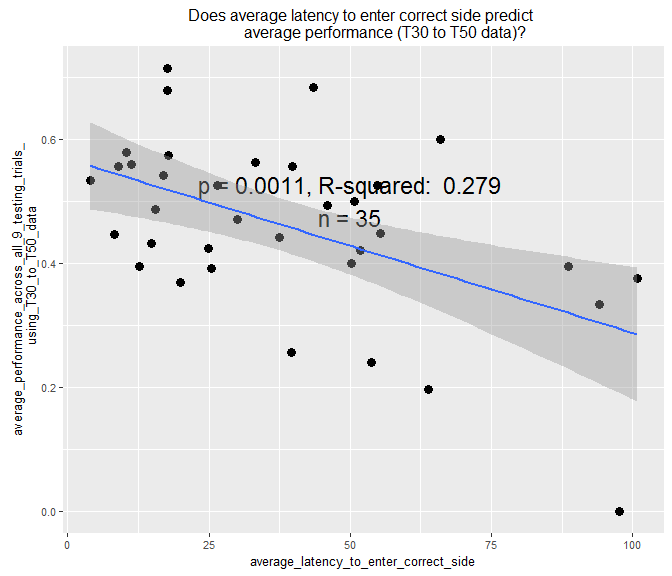 Does average latency to enter correct side predict
average performance (T30 to T50 data)?
average_performance_across_all_9_testing_trials_
using_T30_to_T50_data
0.6
0.4
0.2
0.0
p = 0.0011, R-squared:  0.279
n = 35
0
25
50
75
100
average_latency_to_enter_correct_side